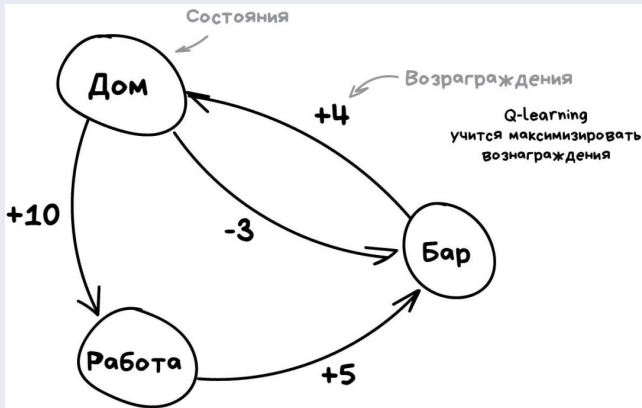 Состояния
Дом
Возраграждения
+4
Q-learning
учится максимизировать
вознаграждения
+10
-3
Бар
Работа
+5